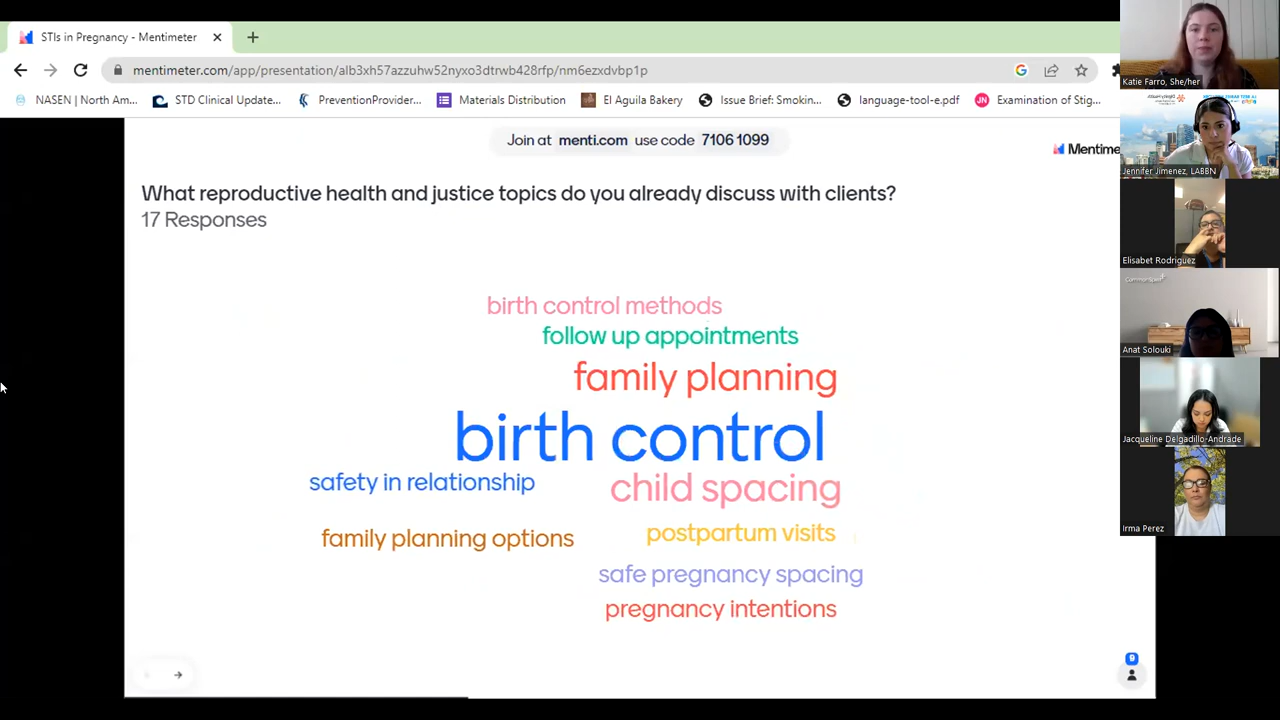 STIs in Pregnancy - Mentimeter
mentimeter.com/app/presentation/alb3xh57azzuhw52nyxo3dtrwb428rfp/nm6ezxdvbp1p
NASEN | North Am... STD Clinical Update... PreventionProvider... Materials Distribution El Aguila Bakery Issue Brief: Smokin... language-tool-e.pdf JN Examination of Stig...
Join at menti.com use code 7106 1099
Mentime
What reproductive health and justice topics do you already discuss with clients?
17 Responses
birth control methods
follow up appointments
family planning
birth control
child spacing
safety in relationship
postpartum visits
family planning options
safe pregnancy spacing
pregnancy intentions
9
Katie Farro, She/her
Jennifer Jimenez, LABBN
Elisabet Rodriguez
Anat Solouki
Jacqueline Delgadillo-Andrade
Irma Perez